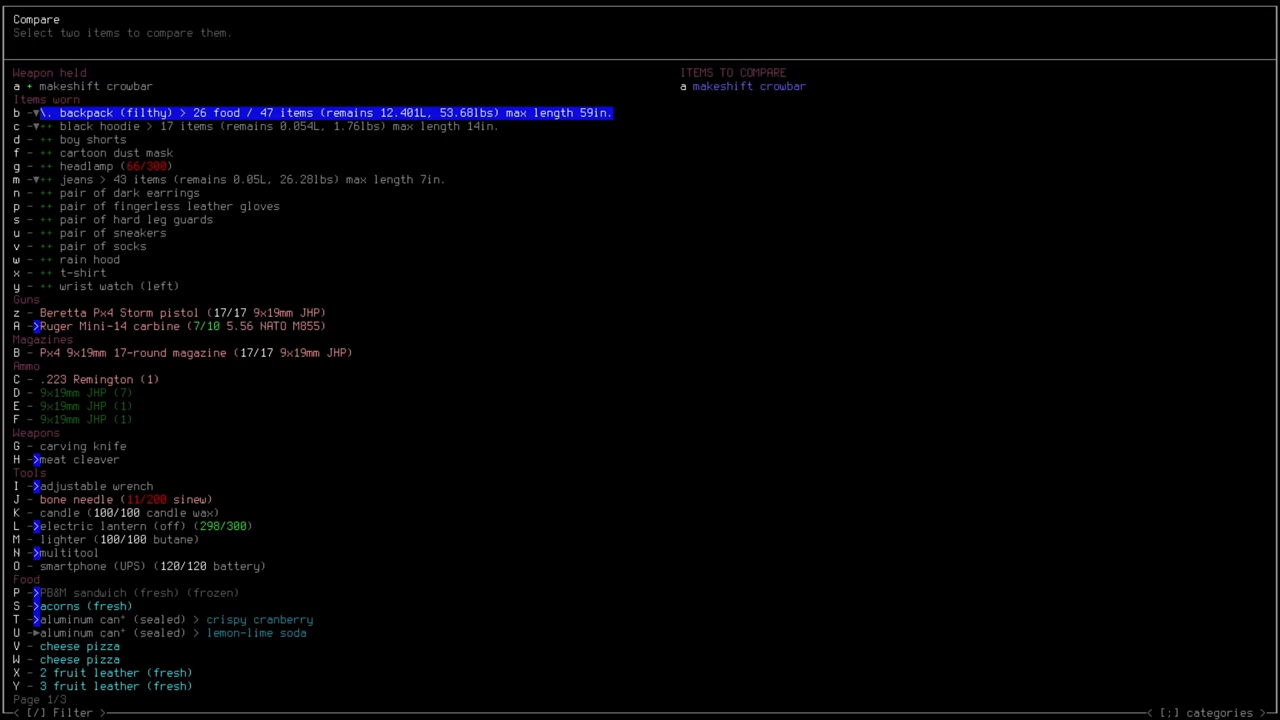 Compare
Select two items to compare them.
Weapon held
a + makeshift crowbar
Items worn
b -▼\. backpack (filthy) > 26 food / 47 items (remains 12.401L, 53.68lbs) max length 59in.
c -▼++ black hoodie > 17 items (remains 0.054L, 1.76lbs) max length 14in.
d - ++ boy shorts
f - ++ cartoon dust mask
g - ++ headlamp (66/300)
m -▼++ jeans > 43 items (remains 0.05L, 26.28lbs) max length 7in.
n - ++ pair of dark earrings
p - ++ pair of fingerless leather gloves
s - ++ pair of hard leg guards
u - ++ pair of sneakers
v - ++ pair of socks
w - ++ rain hood
x - ++ t-shirt
y - ++ wrist watch (left)
Guns
z - Beretta Px4 Storm pistol (17/17 9x19mm JHP)
A ->Ruger Mini-14 carbine (7/10 5.56 NATO M855)
Magazines
B - Px4 9x19mm 17-round magazine (17/17 9x19mm JHP)
Ammo
C - .223 Remington (1)
D - 9x19mm JHP (7)
E - 9x19mm JHP (1)
F - 9x19mm JHP (1)
Weapons
G - carving knife
H ->meat cleaver
Tools
I ->adjustable wrench
J - bone needle (11/200 sinew)
K - candle (100/100 candle wax)
L ->electric lantern (off) (298/300)
M - lighter (100/100 butane)
N ->multitool
O - smartphone (UPS) (120/120 battery)
Food
P ->PB&M sandwich (fresh) (frozen)
S ->acorns (fresh)
T ->aluminum can* (sealed) > crispy cranberry
U -►aluminum can* (sealed) > lemon-lime soda
V - cheese pizza
W - cheese pizza
X - 2 fruit leather (fresh)
Y - 3 fruit leather (fresh)
Page 1/3
< [/] Filter >
ITEMS TO COMPARE
a makeshift crowbar
< [;] categories >